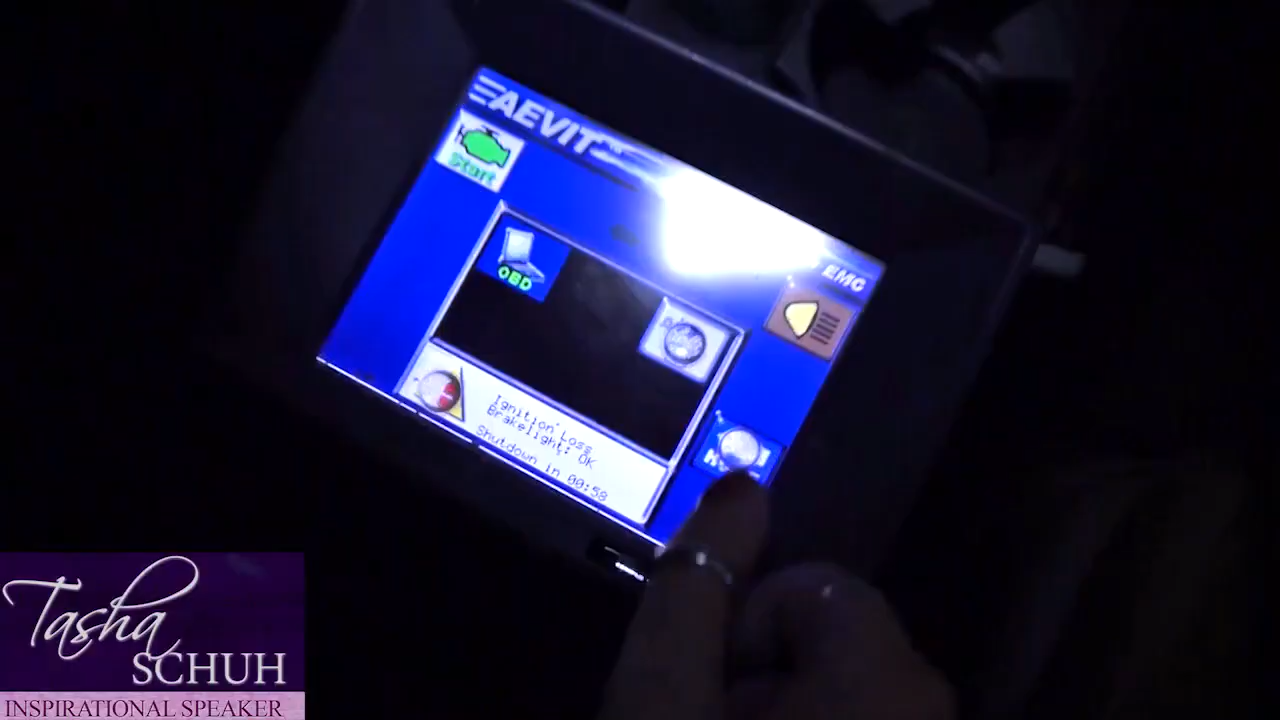 AEVIT
Start
EMC
OBD
Ignition Loss
Brakelight: OK
Shutdown in 00:58
Tasha
SCHUH
INSPIRATIONAL SPEAKER